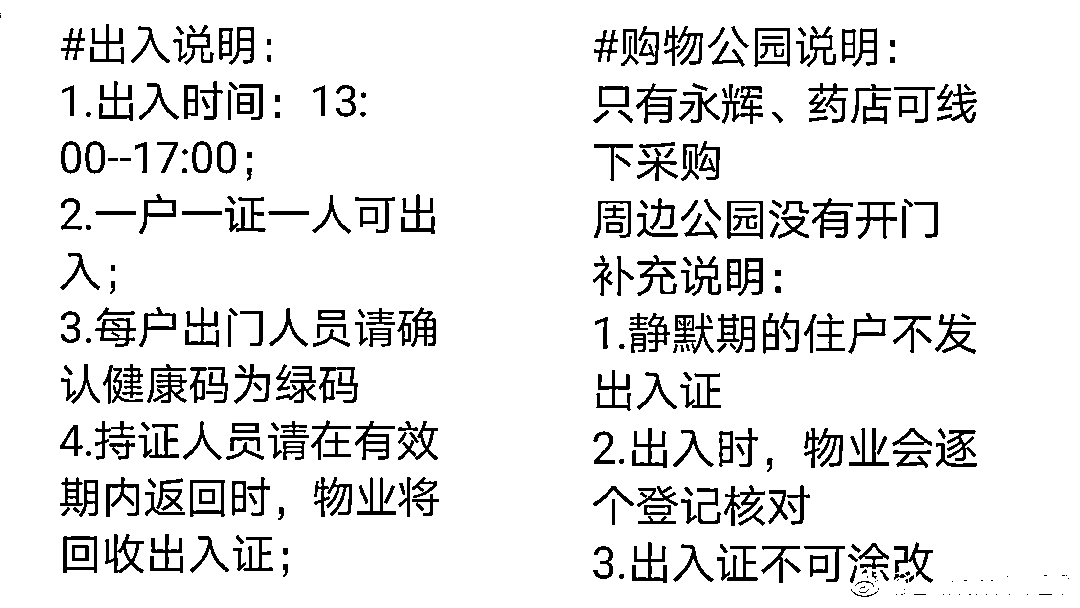 #出入说明：
1.出入时间：13:
00--17:00；
2.一户一证一人可出
入；
3.每户出门人员请确
认健康码为绿码
4.持证人员请在有效
期内返回时，物业将
回收出入证；
#购物公园说明：
只有永辉、药店可线
下采购
周边公园没有开门
补充说明：
1.静默期的住户不发
出入证
2.出入时，物业会逐
个登记核对
3.出入证不可涂改